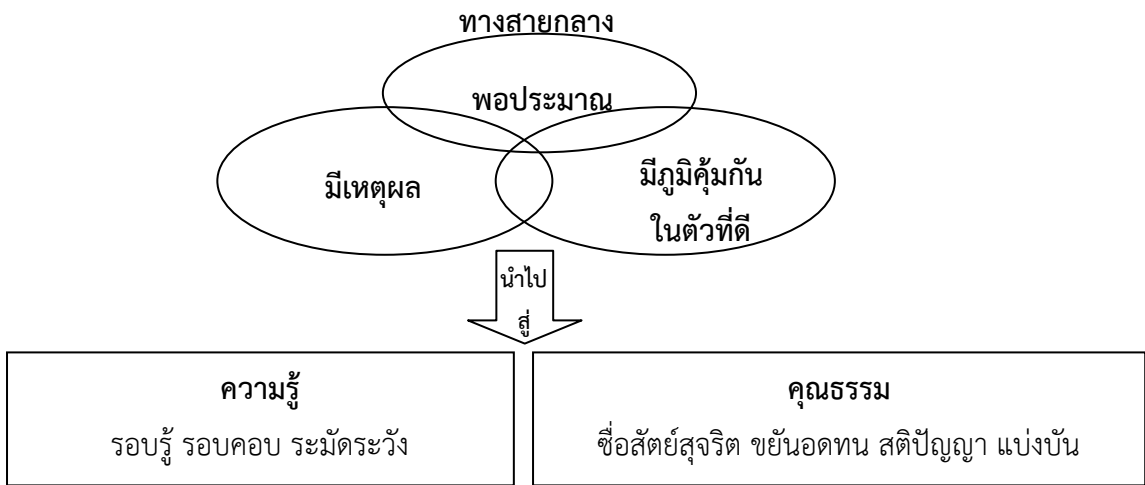 ทางสายกลาง
พอประมาณ
มีเหตุผล
มีภูมิคุ้มกัน
ในตัวที่ดี
นำไป
สู่
ความรู้
รอบรู้ รอบคอบ ระมัดระวัง
คุณธรรม
ซื่อสัตย์สุจริต ขยันอดทน สติปัญญา แบ่งบัน